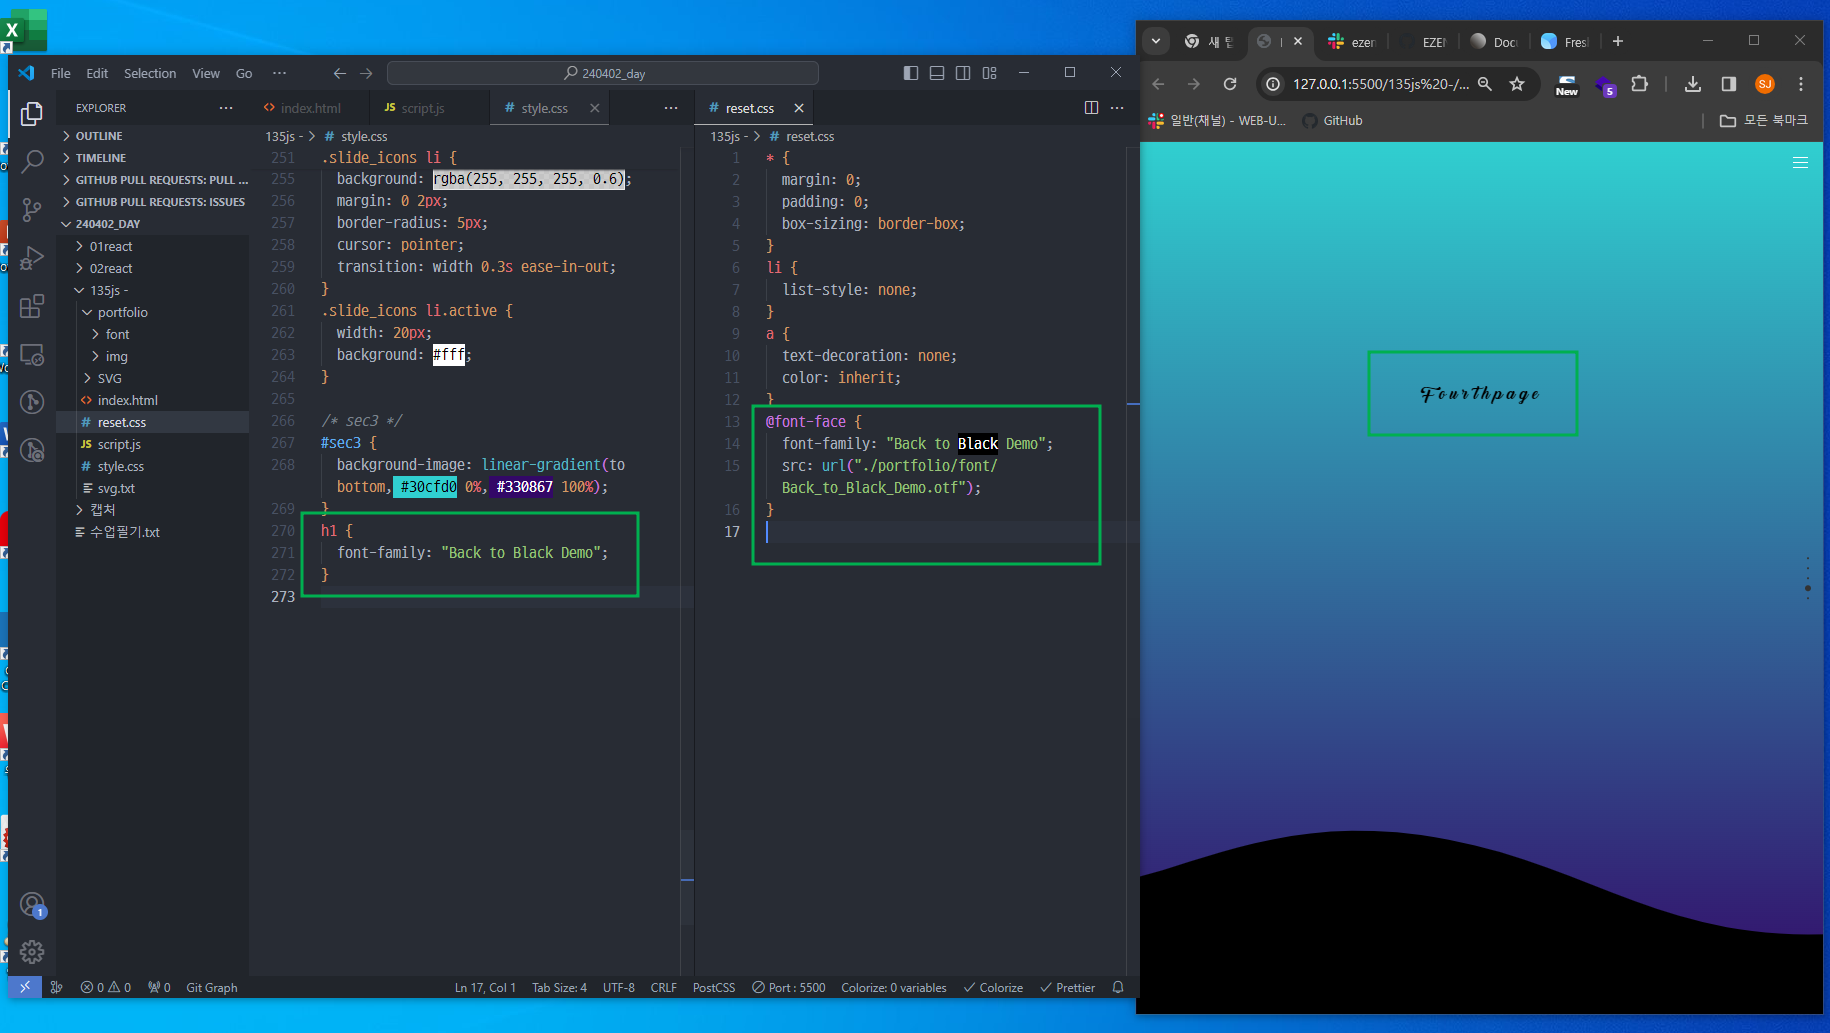 File Edit Selection View Go ··· 240402_day
EXPLORER ···
OUTLINE
TIMELINE
GITHUB PULL REQUESTS: PULL ...
GITHUB PULL REQUESTS: ISSUES
240402_DAY
01react
02react
135js -
portfolio
font
img
SVG
<> index.html
# reset.css
JS script.js
# style.css
svg.txt
캡처
수업필기.txt
<> index.html JS script.js # style.css ···
135js - > # style.css
251 .slide_icons li {
255 background: rgba(255, 255, 255, 0.6);
256 margin: 0 2px;
257 border-radius: 5px;
258 cursor: pointer;
259 transition: width 0.3s ease-in-out;
260 }
261 .slide_icons li.active {
262 width: 20px;
263 background: #fff;
264 }
265
266 /* sec3 */
267 #sec3 {
268 background-image: linear-gradient(to
bottom, #30cfd0 0%, #330867 100%);
269 }
270 h1 {
271 font-family: "Back to Black Demo";
272 }
273
# reset.css ···
135js - > # reset.css
1 * {
2 margin: 0;
3 padding: 0;
4 box-sizing: border-box;
5 }
6 li {
7 list-style: none;
8 }
9 a {
10 text-decoration: none;
11 color: inherit;
12 }
13 @font-face {
14 font-family: "Back to Black Demo";
15 src: url("./portfolio/font/
Back_to_Black_Demo.otf");
16 }
17
1
0 0 0 Git Graph Ln 17, Col 1 Tab Size: 4 UTF-8 CRLF PostCSS Port : 5500 Colorize: 0 variables Colorize Prettier
새 ezen EZEN Docu Fresh
127.0.0.1:5500/135js%20-/... New 5 SJ
일반(채널) - WEB-U... GitHub 모든 북마크
Fourthpage